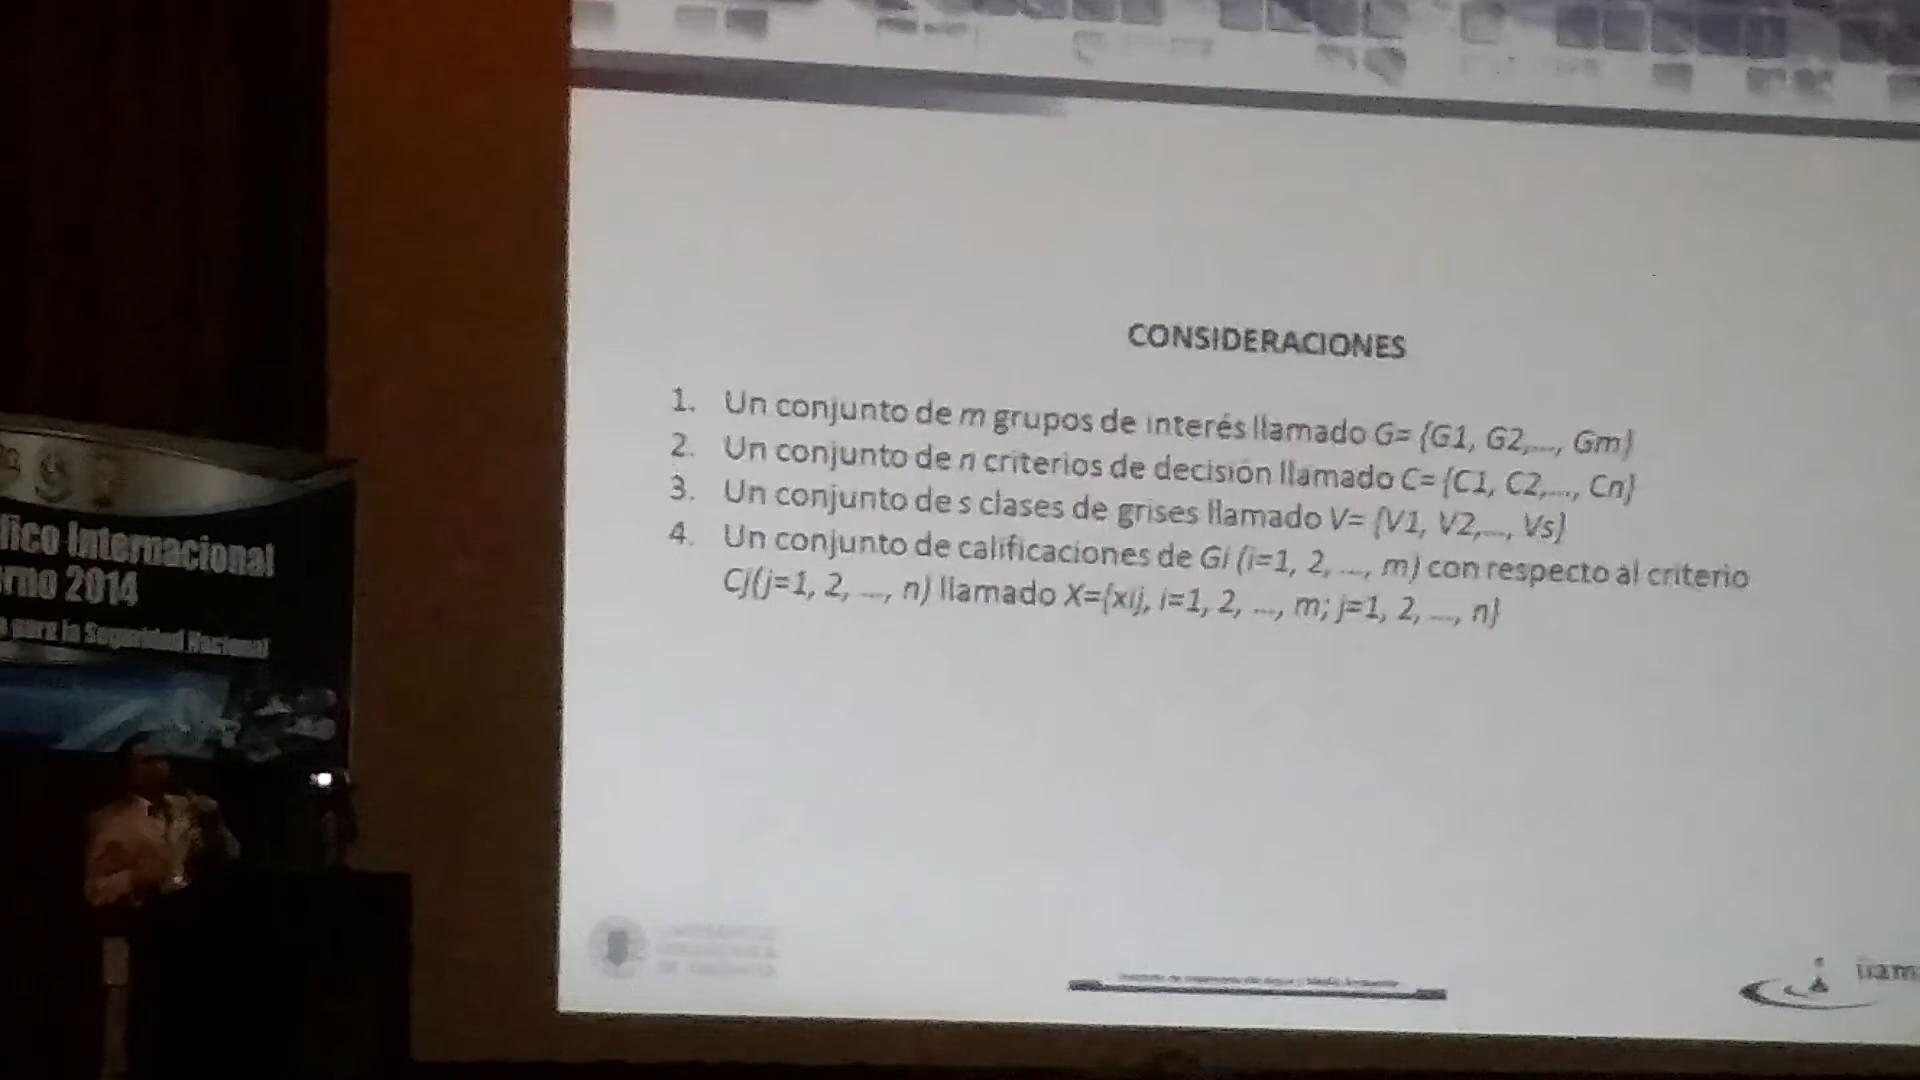 CONSIDERACIONES
1. Un conjunto de m grupos de interés llamado G= {G1, G2,..., Gm}
2. Un conjunto de n criterios de decisión llamado C= {C1, C2,..., Cn}
3. Un conjunto de s clases de grises llamado V= {V1, V2,..., Vs}
4. Un conjunto de calificaciones de Gi (i=1, 2, ..., m) con respecto al criterio
Cj(j=1, 2, ..., n) llamado X={xij, i=1, 2, ..., m; j=1, 2, ..., n}
fico Internacional
rno 2014
para la Seguridad Nacional
iiam